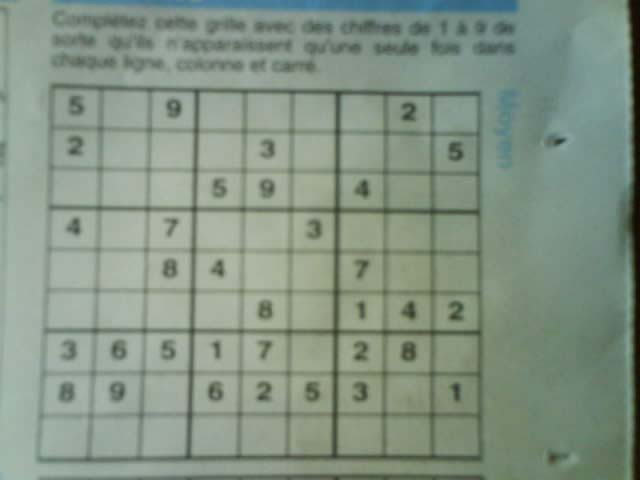 Complétez cette grille avec des chiffres de 1 à 9 de
sorte qu'ils n'apparaissent qu'une seule fois dans
chaque ligne, colonne et carré.
Moyen
5 9 2
2 3 5
5 9 4
4 7 3
8 4 7
8 1 4 2
3 6 5 1 7 2 8
8 9 6 2 5 3 1